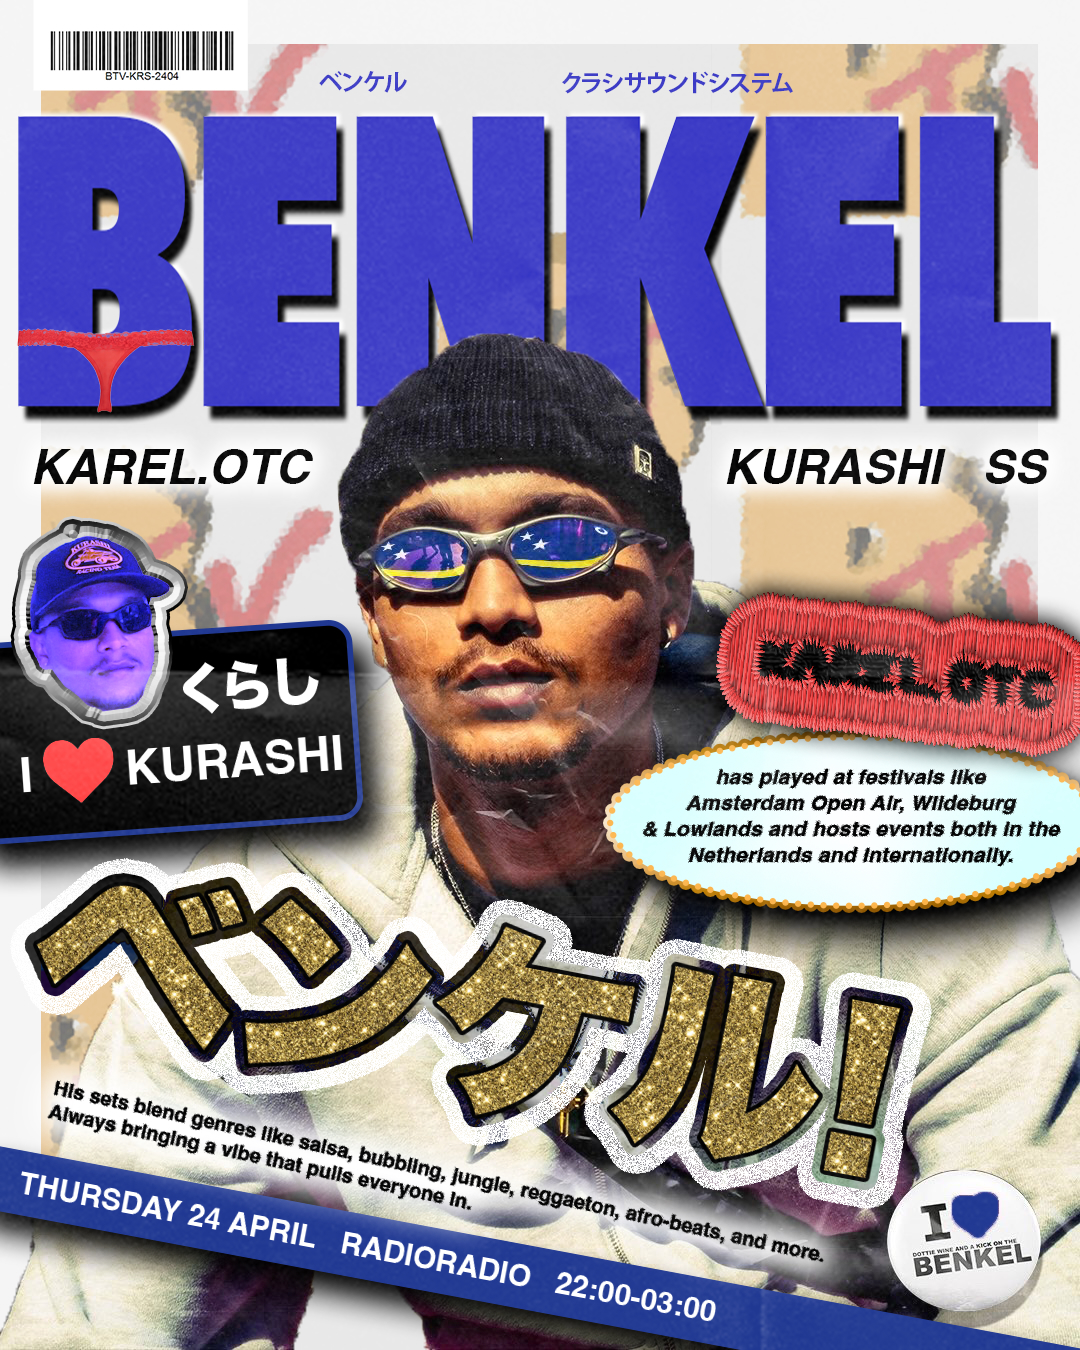 BTV-KRS-2404
ベンケル
クラシサウンドシステム
BENKEL
KAREL.OTC
KURASHI SS
KURASHI
RACING TEAM
くらし
I ❤ KURASHI
KAREL.OTC
has played at festivals like
Amsterdam Open Air, Wildeburg
& Lowlands and hosts events both in the
Netherlands and Internationally.
ベンケル!
His sets blend genres like salsa, bubbling, jungle, reggaeton, afro-beats, and more.
Always bringing a vibe that pulls everyone in.
THURSDAY 24 APRIL RADIORADIO 22:00-03:00
I
DOTTIE WINE AND A KICK ON THE
BENKEL